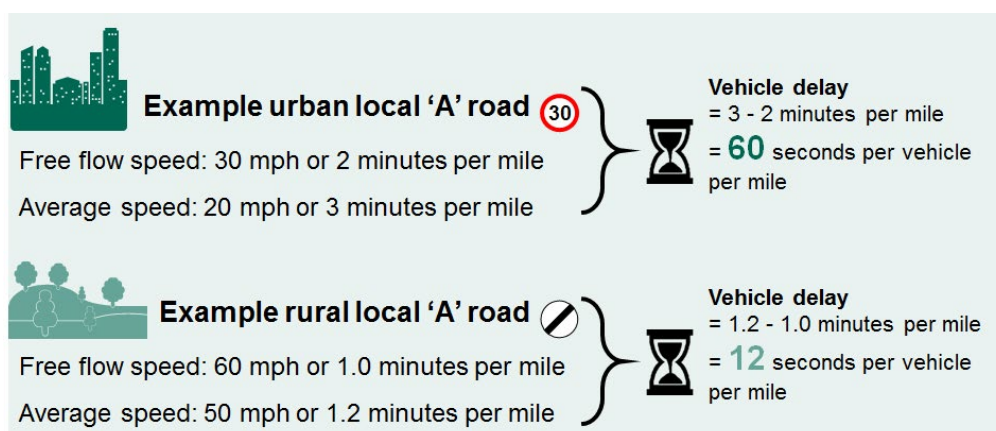 Example urban local ‘A’ road
30
Free flow speed: 30 mph or 2 minutes per mile
Average speed: 20 mph or 3 minutes per mile
Vehicle delay
= 3 - 2 minutes per mile
= 60 seconds per vehicle
per mile
Example rural local ‘A’ road
Free flow speed: 60 mph or 1.0 minutes per mile
Average speed: 50 mph or 1.2 minutes per mile
Vehicle delay
= 1.2 - 1.0 minutes per mile
= 12 seconds per vehicle
per mile